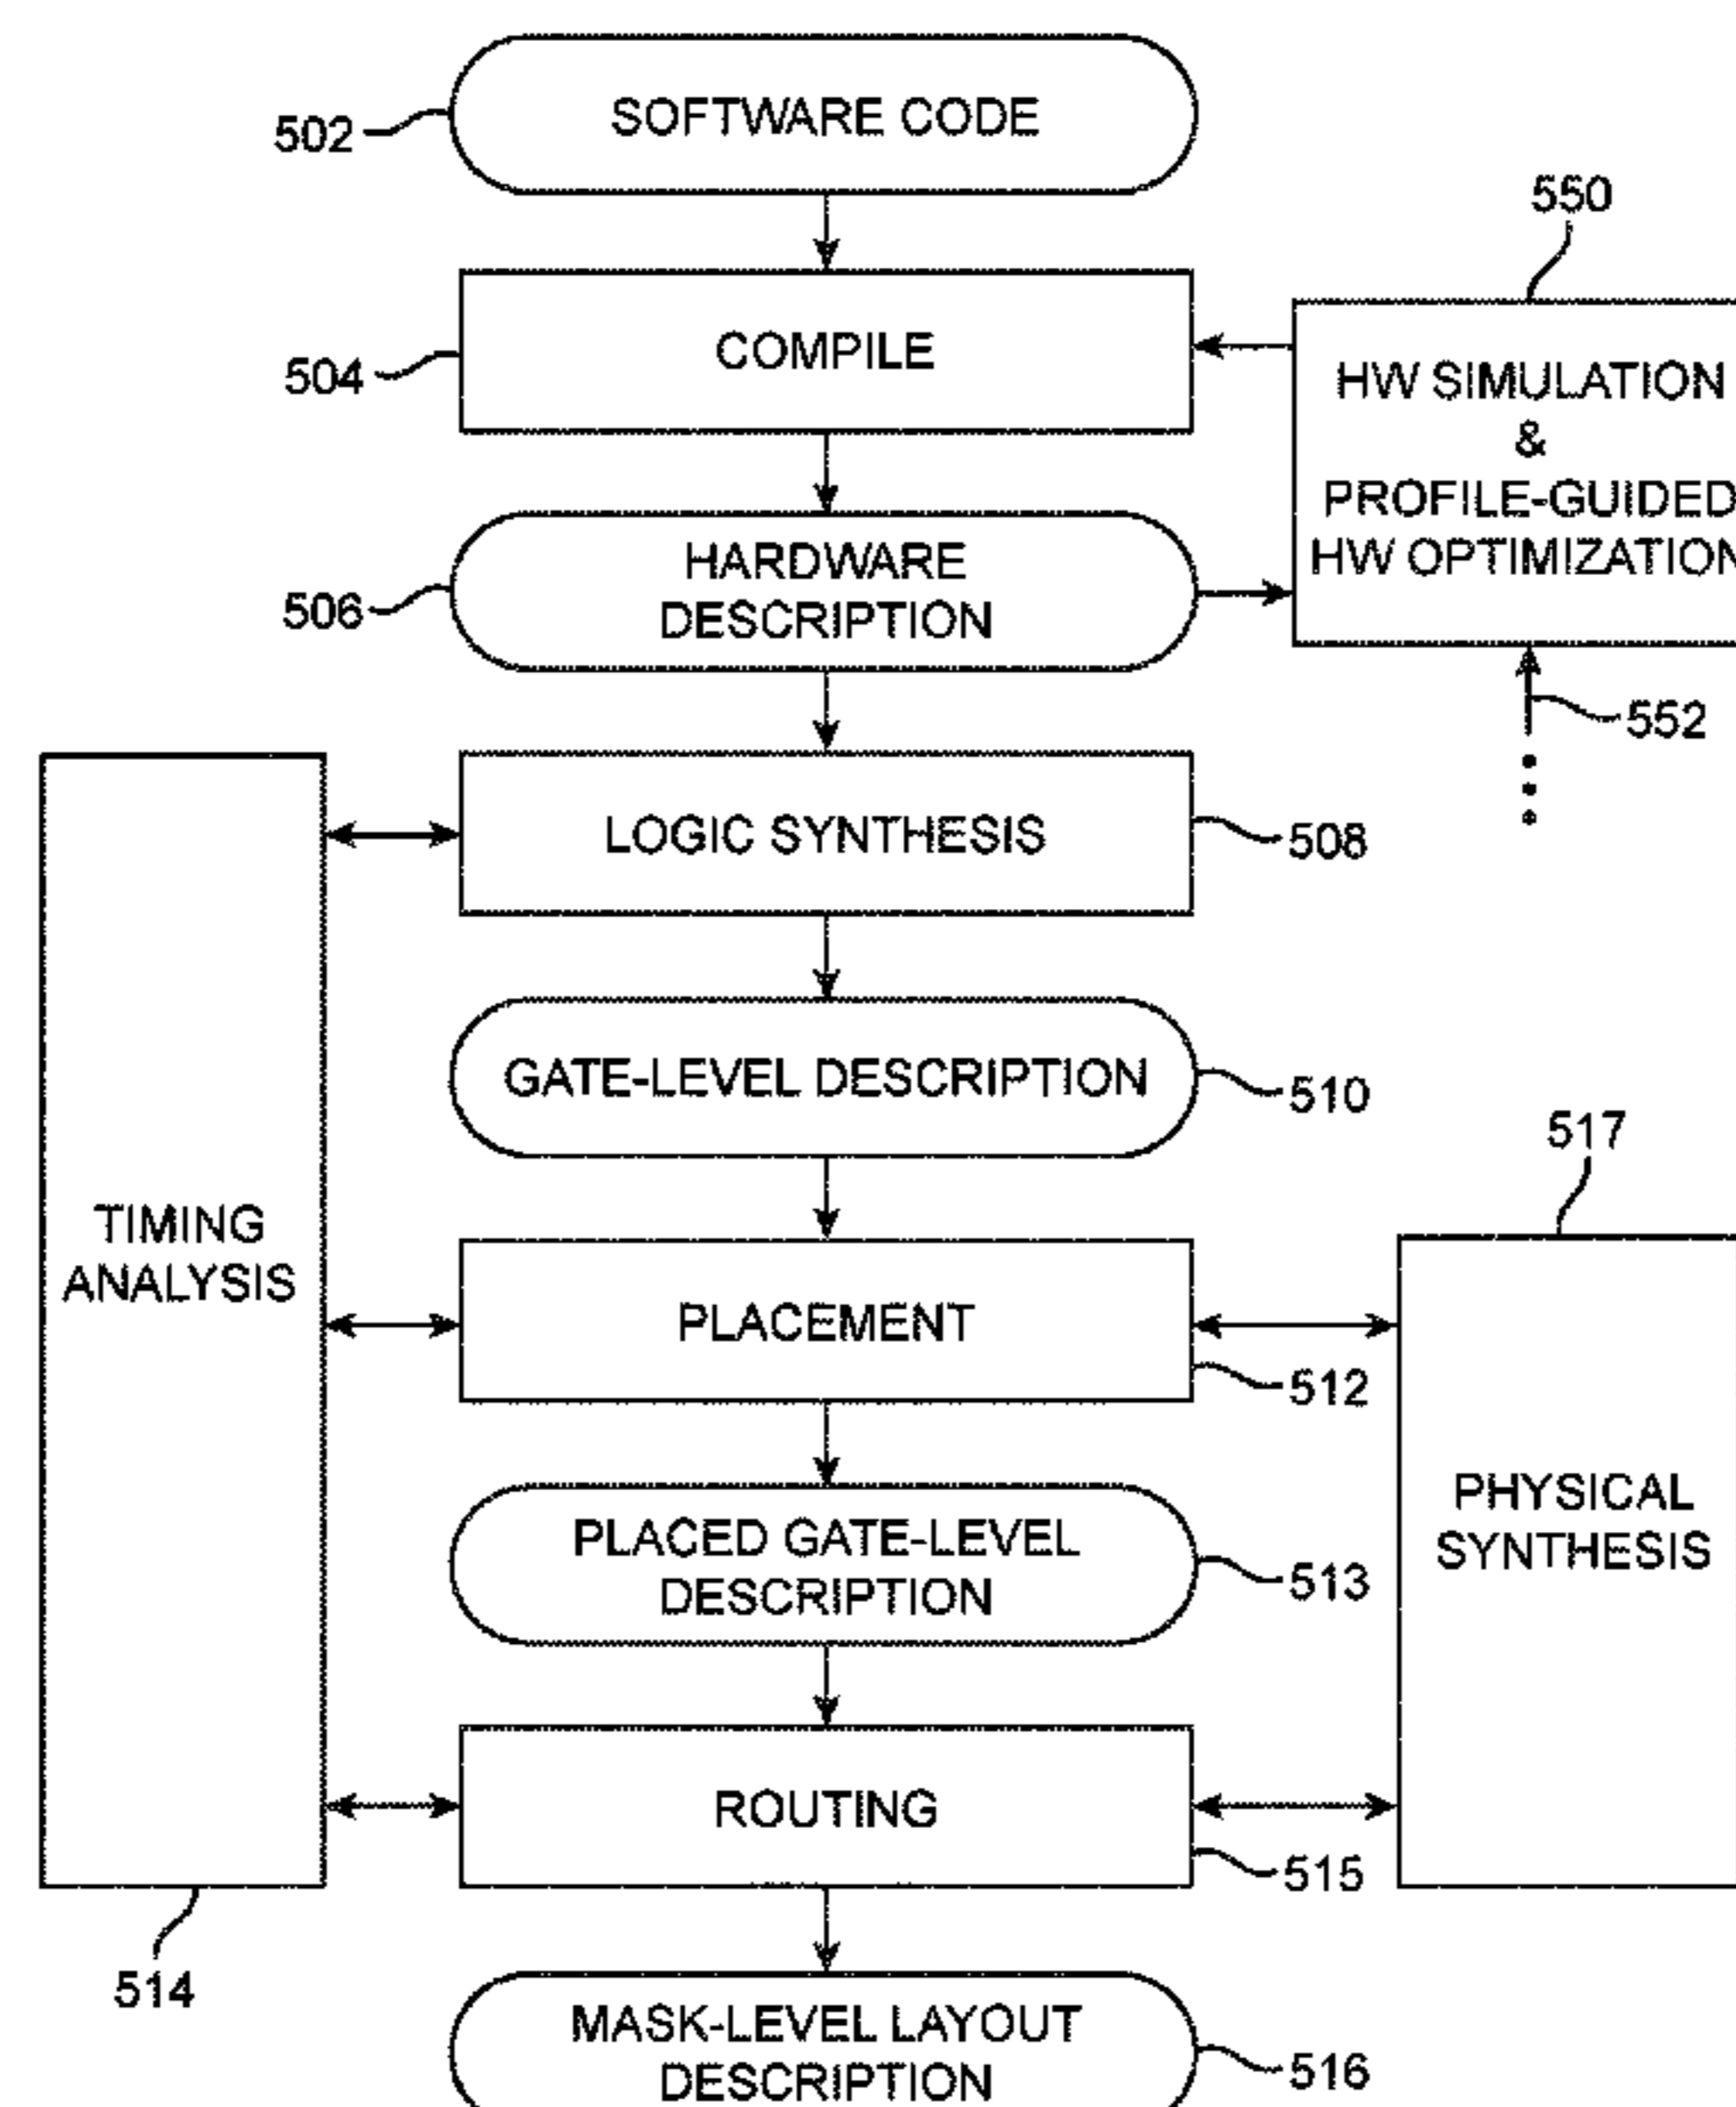 SOFTWARE CODE
502
550
COMPILE
504
HW SIMULATION
&
PROFILE-GUIDED
HW OPTIMIZATION
HARDWARE
DESCRIPTION
506
552
LOGIC SYNTHESIS
508
GATE-LEVEL DESCRIPTION
510
517
TIMING
ANALYSIS
PLACEMENT
512
PHYSICAL
SYNTHESIS
PLACED GATE-LEVEL
DESCRIPTION
513
ROUTING
515
514
MASK-LEVEL LAYOUT
DESCRIPTION
516